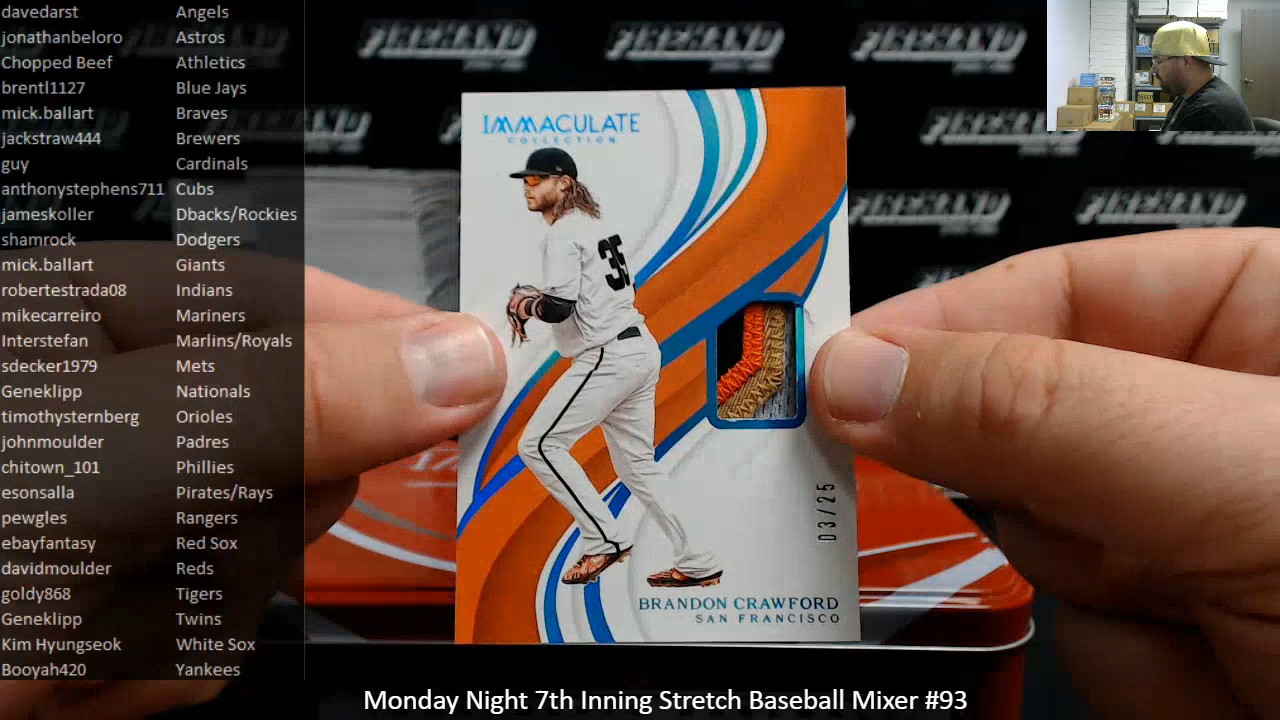 davedarst Angels
jonathanbeloro Astros
Chopped Beef Athletics
brentl1127 Blue Jays
mick.ballart Braves
jackstraw444 Brewers
guy Cardinals
anthonystephens711 Cubs
jameskoller Dbacks/Rockies
shamrock Dodgers
mick.ballart Giants
robertestrada08 Indians
mikecarreiro Mariners
Interstefan Marlins/Royals
sdecker1979 Mets
Geneklipp Nationals
timothysternberg Orioles
johnmoulder Padres
chitown_101 Phillies
esonsalla Pirates/Rays
pewgles Rangers
ebayfantasy Red Sox
davidmoulder Reds
goldy868 Tigers
Geneklipp Twins
Kim Hyungseok White Sox
Booyah420 Yankees
FIREHAND FIREHAND FIREHAND
IMMACULATE
COLLECTION
35
03/25
BRANDON CRAWFORD
SAN FRANCISCO
Monday Night 7th Inning Stretch Baseball Mixer #93